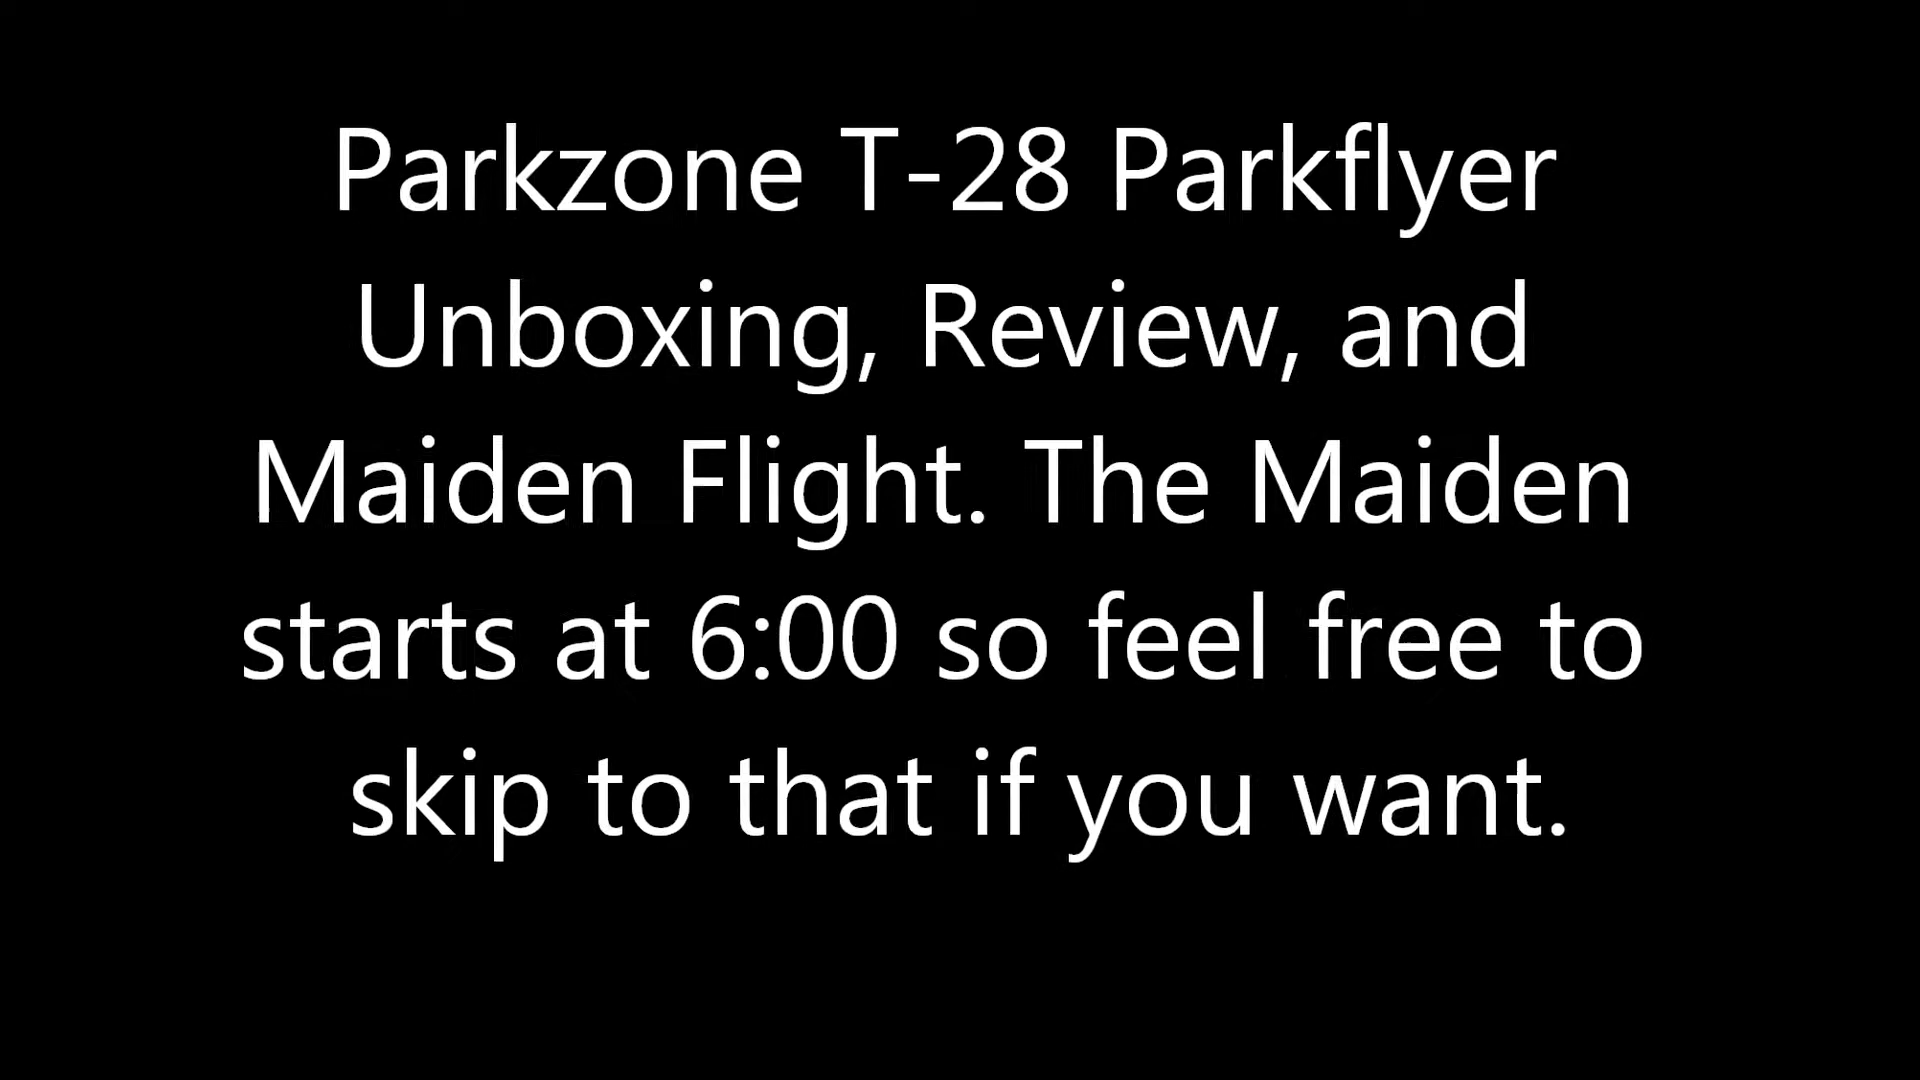 Parkzone T-28 Parkflyer
Unboxing, Review, and
Maiden Flight. The Maiden
starts at 6:00 so feel free to
skip to that if you want.